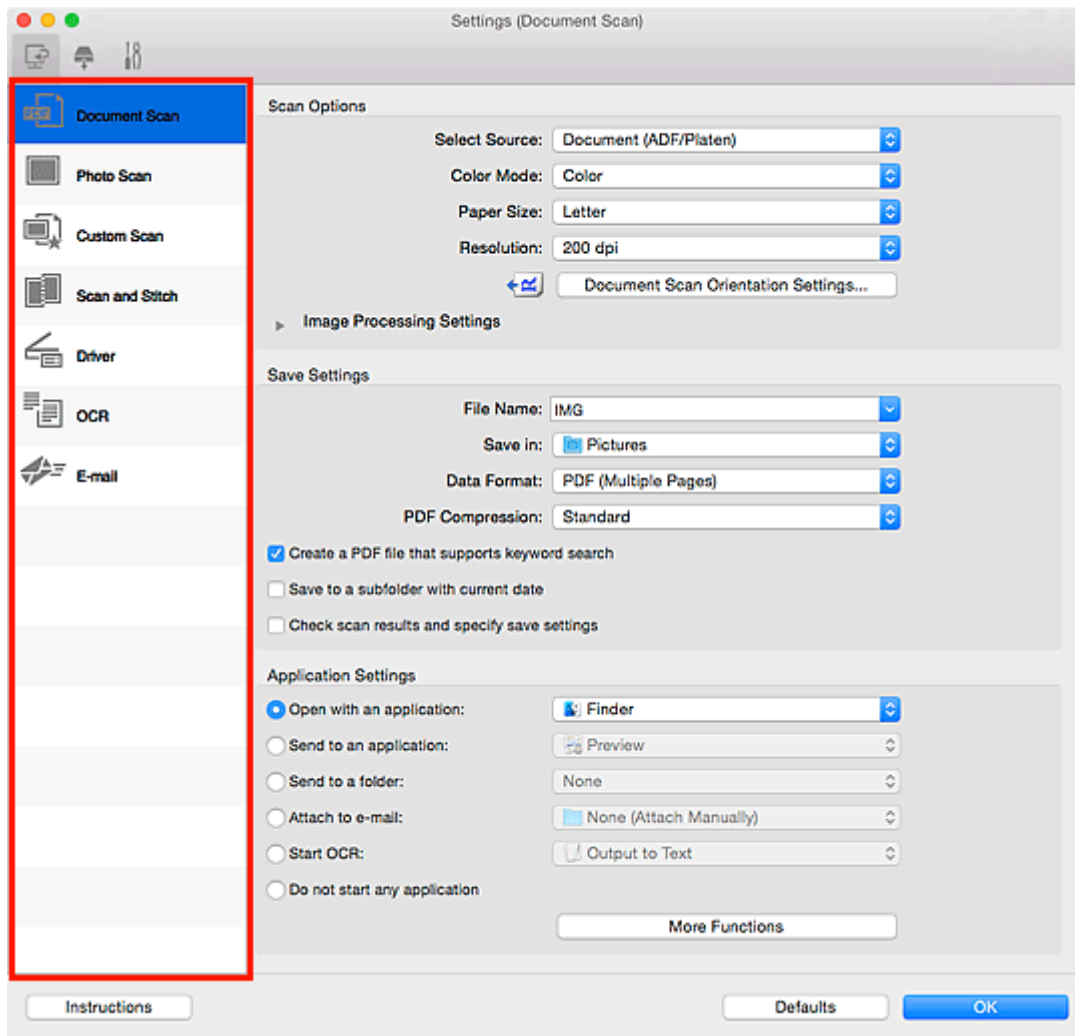 Settings (Document Scan)
Document Scan
Photo Scan
Custom Scan
Scan and Stitch
Driver
OCR
E-mail
Scan Options
Select Source: Document (ADF/Platen)
Color Mode: Color
Paper Size: Letter
Resolution: 200 dpi
Document Scan Orientation Settings...
Image Processing Settings
Save Settings
File Name: IMG
Save in: Pictures
Data Format: PDF (Multiple Pages)
PDF Compression: Standard
Create a PDF file that supports keyword search
Save to a subfolder with current date
Check scan results and specify save settings
Application Settings
Open with an application: Finder
Send to an application: Preview
Send to a folder: None
Attach to e-mail: None (Attach Manually)
Start OCR: Output to Text
Do not start any application
More Functions
Instructions Defaults OK